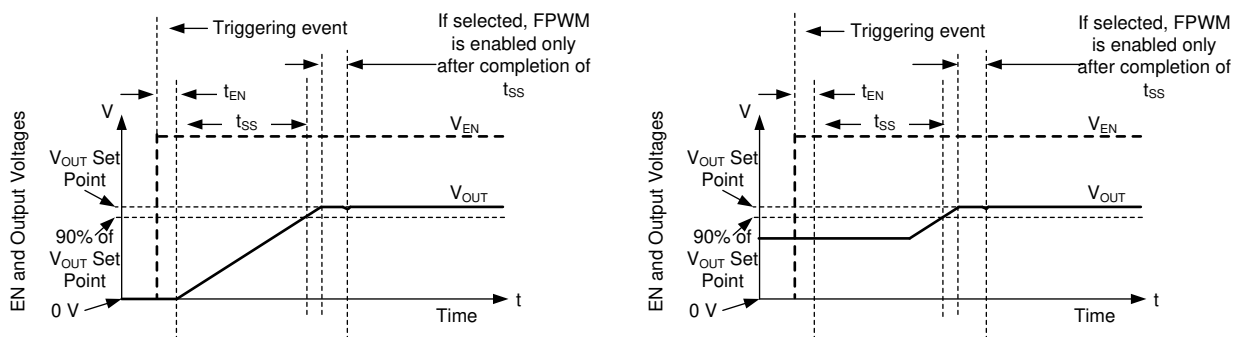 Triggering event
If selected, FPWM
is enabled only
after completion of
tSS
tEN
V
tSS
VEN
VOUT Set
Point
VOUT
90% of
VOUT Set
Point
0 V
t
Time
EN and Output Voltages
Triggering event
If selected, FPWM
is enabled only
after completion of
tSS
tEN
V
tSS
VEN
VOUT Set
Point
VOUT
90% of
VOUT Set
Point
0 V
t
Time
EN and Output Voltages